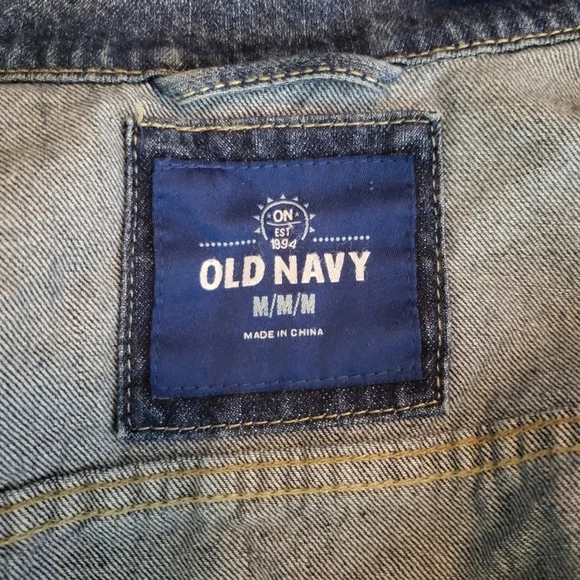 ON
EST
1994
OLD NAVY
M/M/M
MADE IN CHINA